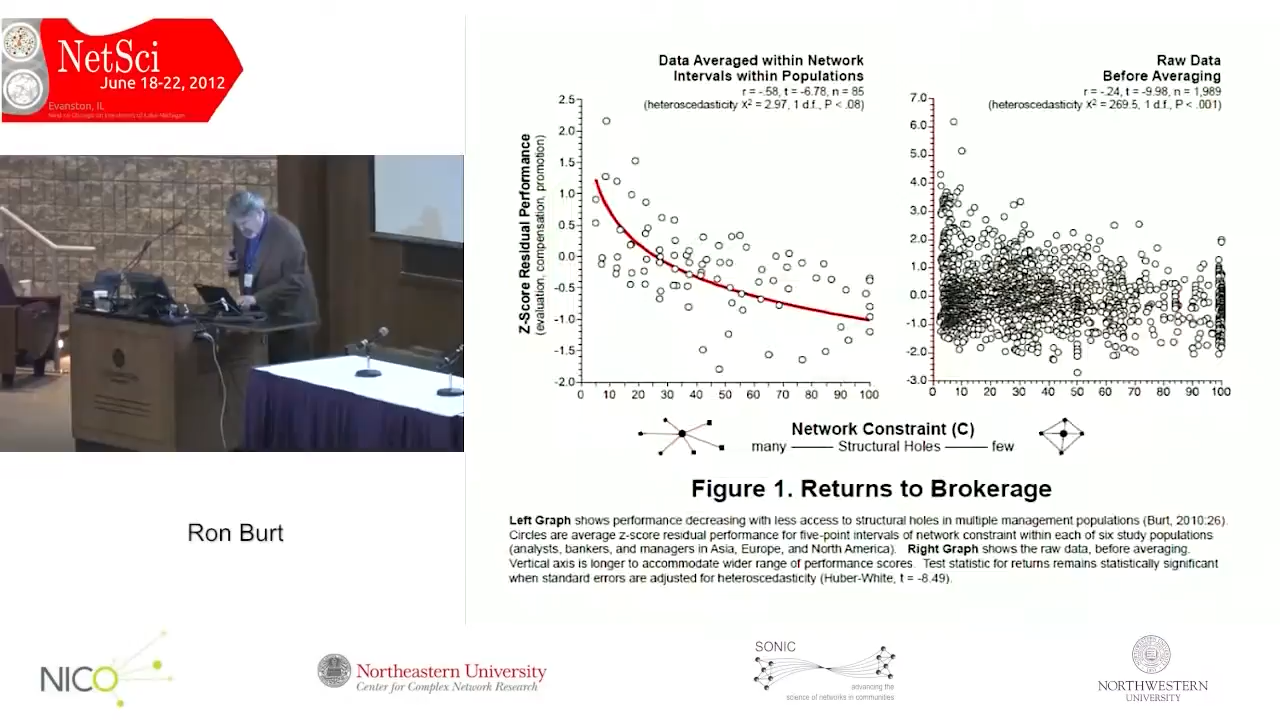 NetSci
June 18-22, 2012
Evanston, IL
Data Averaged within Network
Intervals within Populations
r = -.58, t = -6.78, n = 85
(heteroscedasticity X² = 2.97, 1 d.f., P < .08)
Raw Data
Before Averaging
r = -.24, t = -9.98, n = 1,989
(heteroscedasticity X² = 269.5, 1 d.f., P < .001)
Z-Score Residual Performance
(evaluation, compensation, promotion)
2.5
2.0
1.5
1.0
0.5
0.0
-0.5
-1.0
-1.5
-2.0
0 10 20 30 40 50 60 70 80 90 100
7.0
6.0
5.0
4.0
3.0
2.0
1.0
0.0
-1.0
-2.0
-3.0
0 10 20 30 40 50 60 70 80 90 100
Network Constraint (C)
many —— Structural Holes —— few
Figure 1. Returns to Brokerage
Left Graph shows performance decreasing with less access to structural holes in multiple management populations (Burt, 2010:26).
Circles are average z-score residual performance for five-point intervals of network constraint within each of six study populations
(analysts, bankers, and managers in Asia, Europe, and North America). Right Graph shows the raw data, before averaging.
Vertical axis is longer to accommodate wider range of performance scores. Test statistic for returns remains statistically significant
when standard errors are adjusted for heteroscedasticity (Huber-White, t = -8.49).
Ron Burt
NICO
Northeastern University
Center for Complex Network Research
SONIC
advancing the
science of networks in communities
NORTHWESTERN
UNIVERSITY